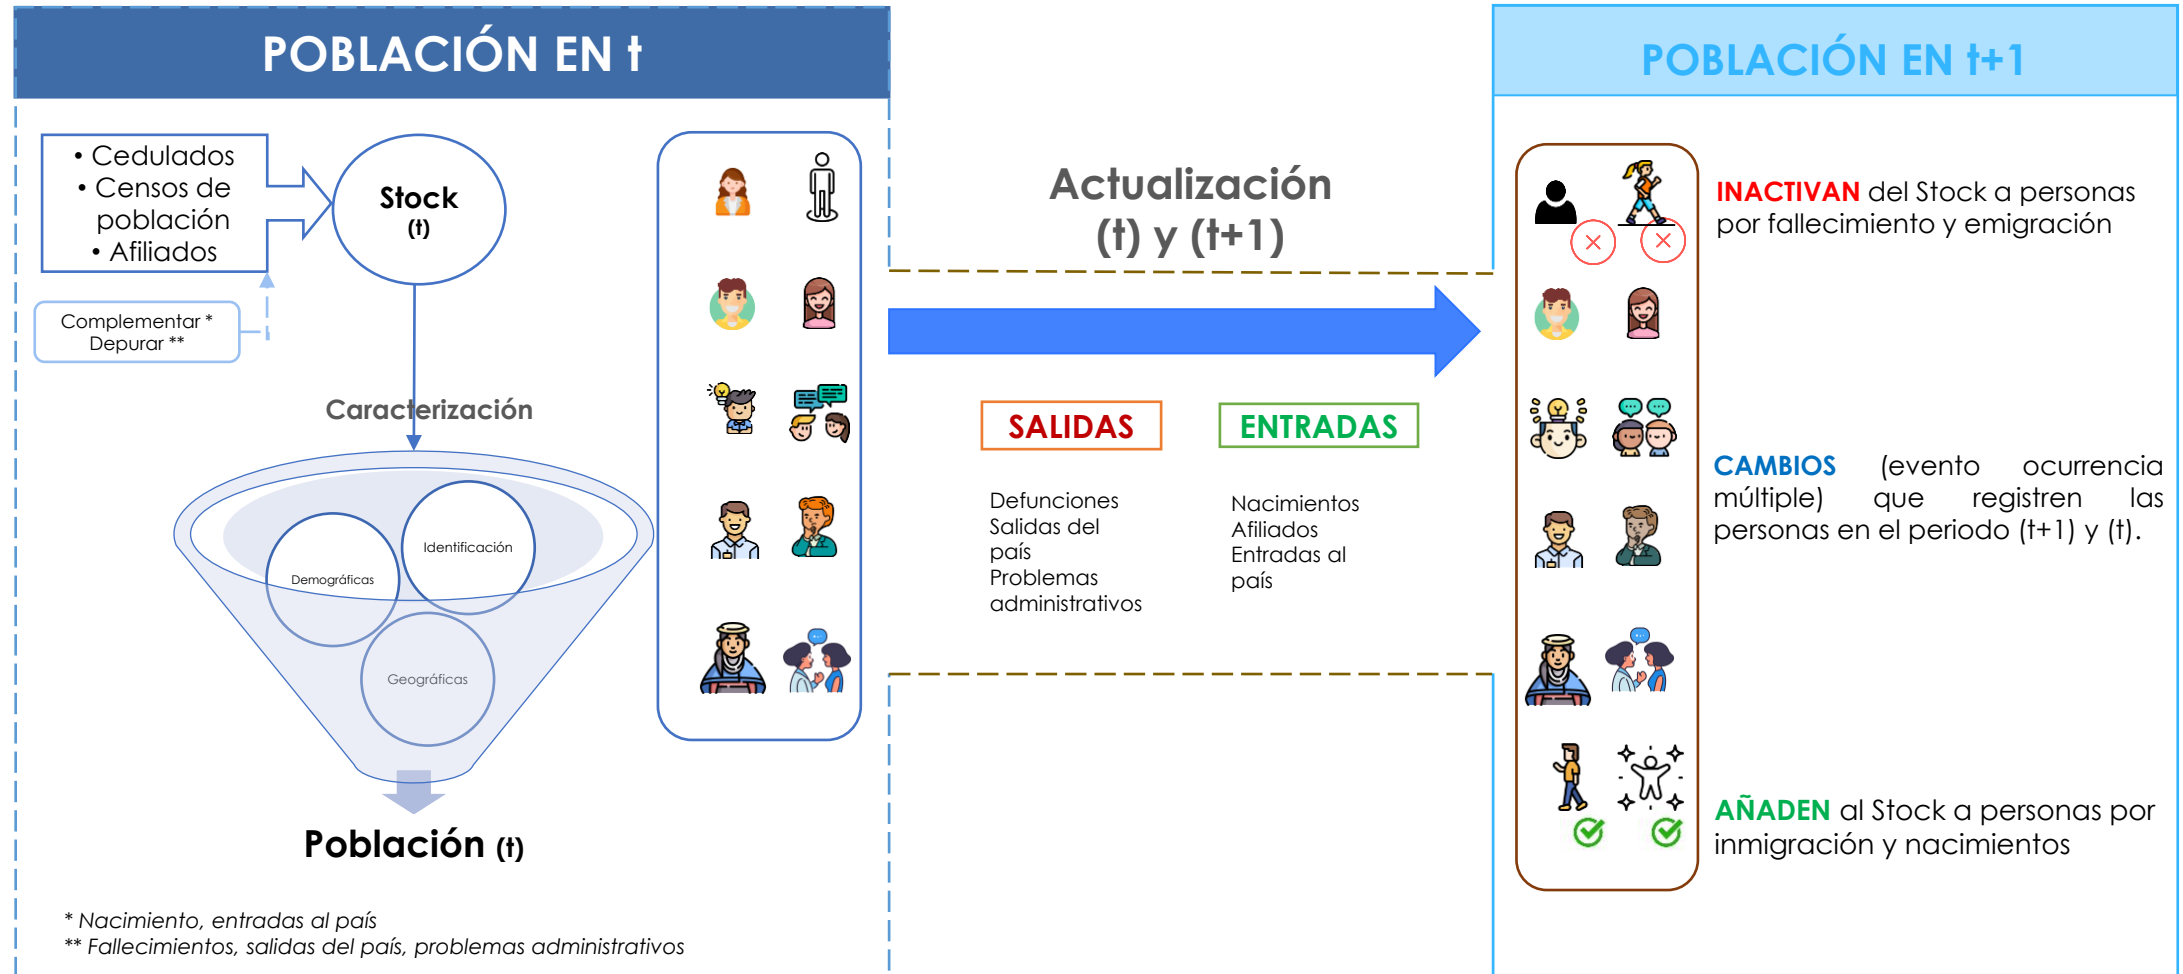 POBLACIÓN EN t
• Cedulados
• Censos de
población
• Afiliados
Stock
(t)
Complementar *
Depurar **
Caracterización
Identificación
Demográficas
Geográficas
Población (t)
* Nacimiento, entradas al país
** Fallecimientos, salidas del país, problemas administrativos
Actualización
(t) y (t+1)
SALIDAS
Defunciones
Salidas del
país
Problemas
administrativos
ENTRADAS
Nacimientos
Afiliados
Entradas al
país
POBLACIÓN EN t+1
INACTIVAN del Stock a personas
por fallecimiento y emigración
CAMBIOS (evento ocurrencia
múltiple) que registren las
personas en el periodo (t+1) y (t).
AÑADEN al Stock a personas por
inmigración y nacimientos